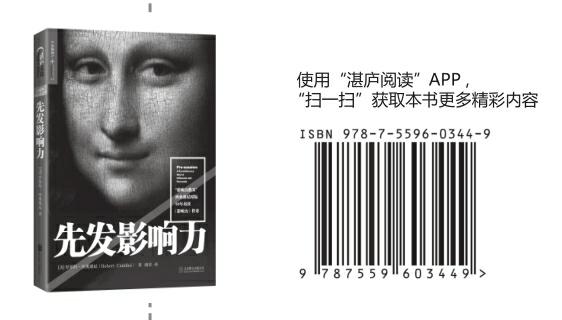 先发影响力
Pre-suasion
先发影响力
[美]罗伯特·西奥迪尼(Robert Cialdini) 著
使用“湛庐阅读”APP，
“扫一扫”获取本书更多精彩内容
ISBN 978-7-5596-0344-9
9 787559 603449 >